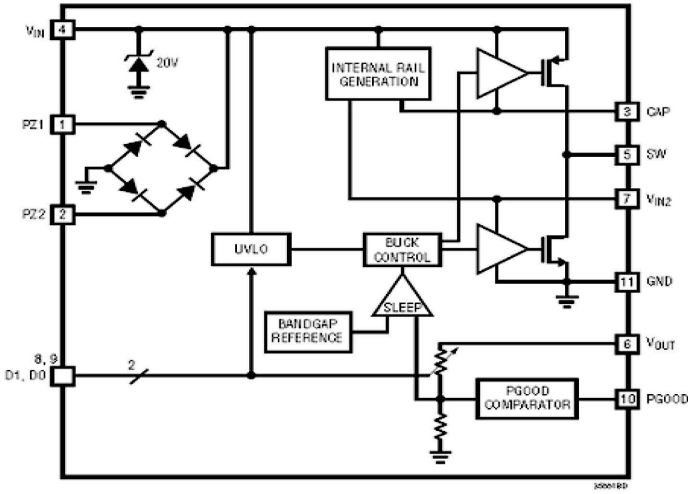 VIN 4
20V
INTERNAL RAIL
GENERATION
PZ1 1
3 CAP
5 SW
7 VIN2
PZ2 2
UVLO
BUCK
CONTROL
11 GND
SLEEP
BANDGAP
REFERENCE
8, 9
D1, D0
2
6 VOUT
PGOOD
COMPARATOR
10 PGOOD